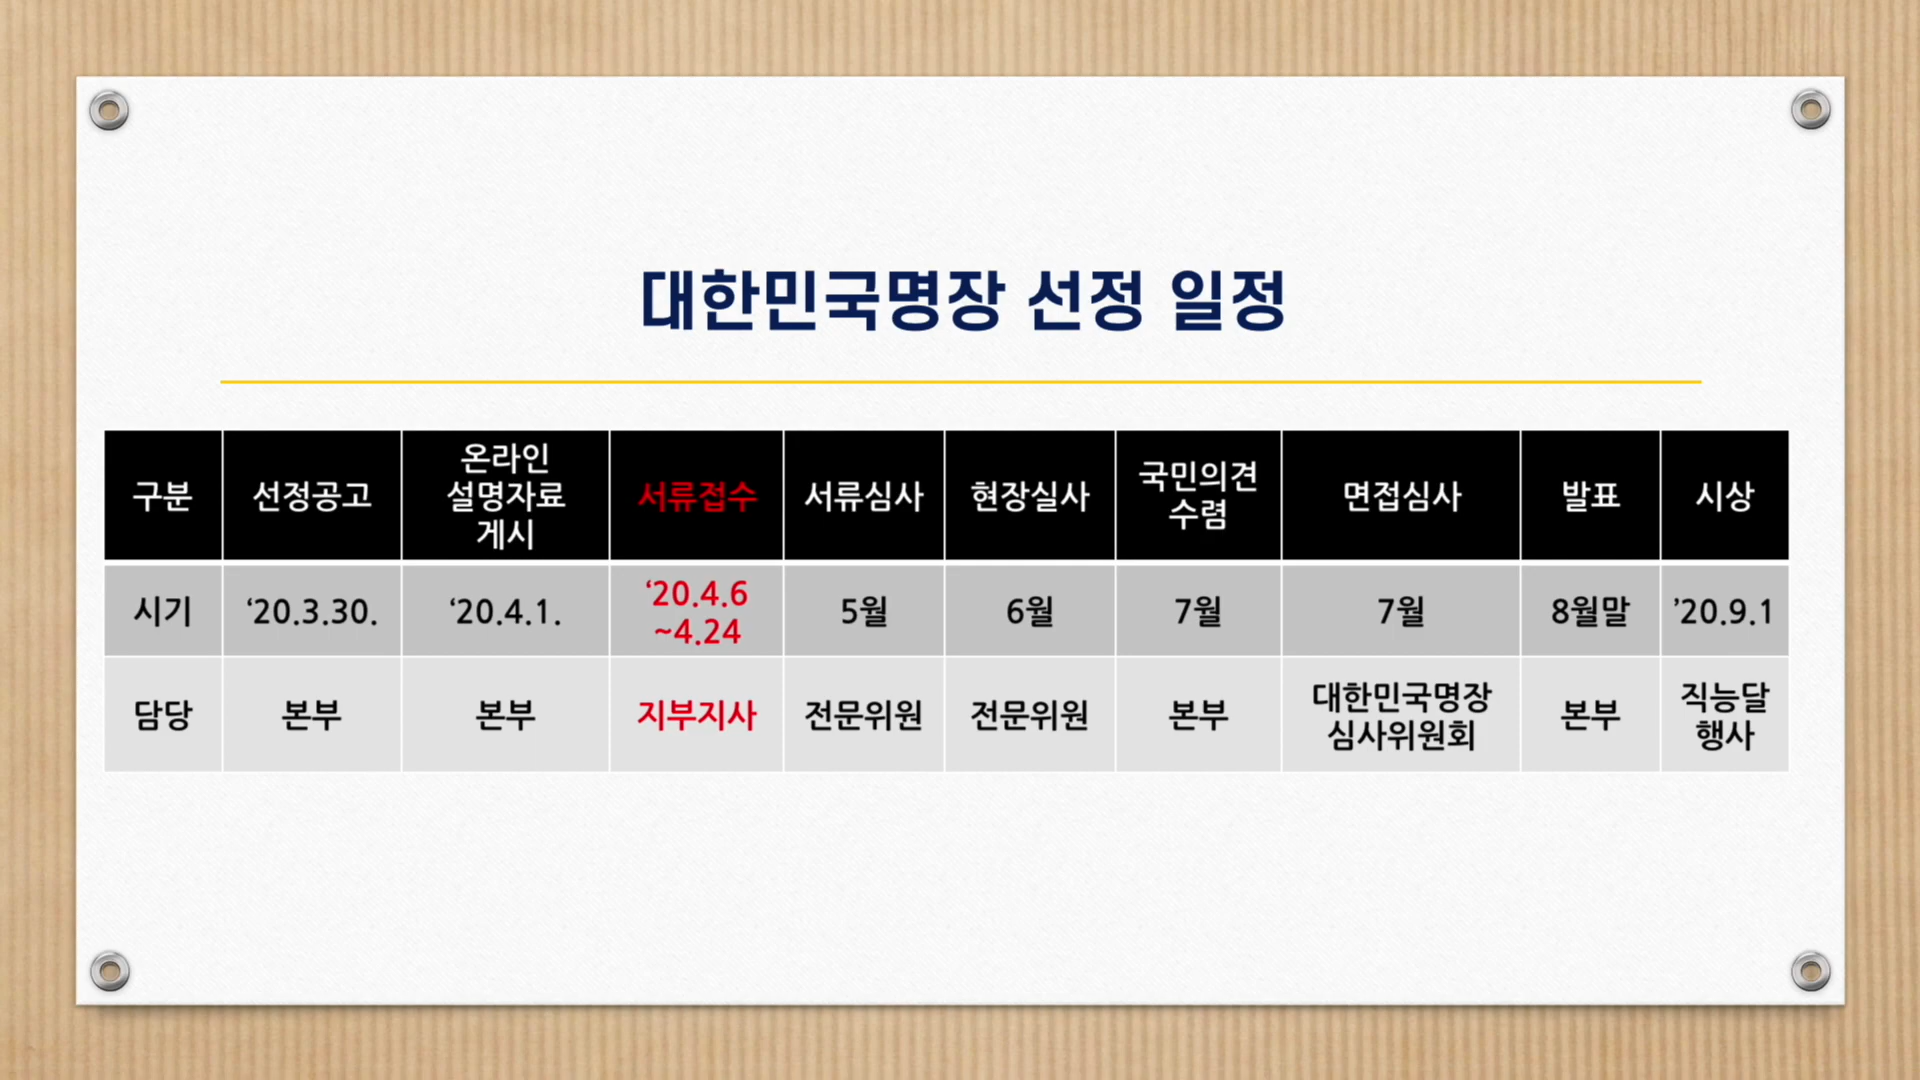 대한민국명장 선정 일정
구분 선정공고 온라인 설명자료 게시 서류접수 서류심사 현장실사 국민의견 수렴 면접심사 발표 시상
시기 ‘20.3.30. ‘20.4.1. ‘20.4.6 ~4.24 5월 6월 7월 7월 8월말 ’20.9.1
담당 본부 본부 지부지사 전문위원 전문위원 본부 대한민국명장 심사위원회 본부 직능달 행사